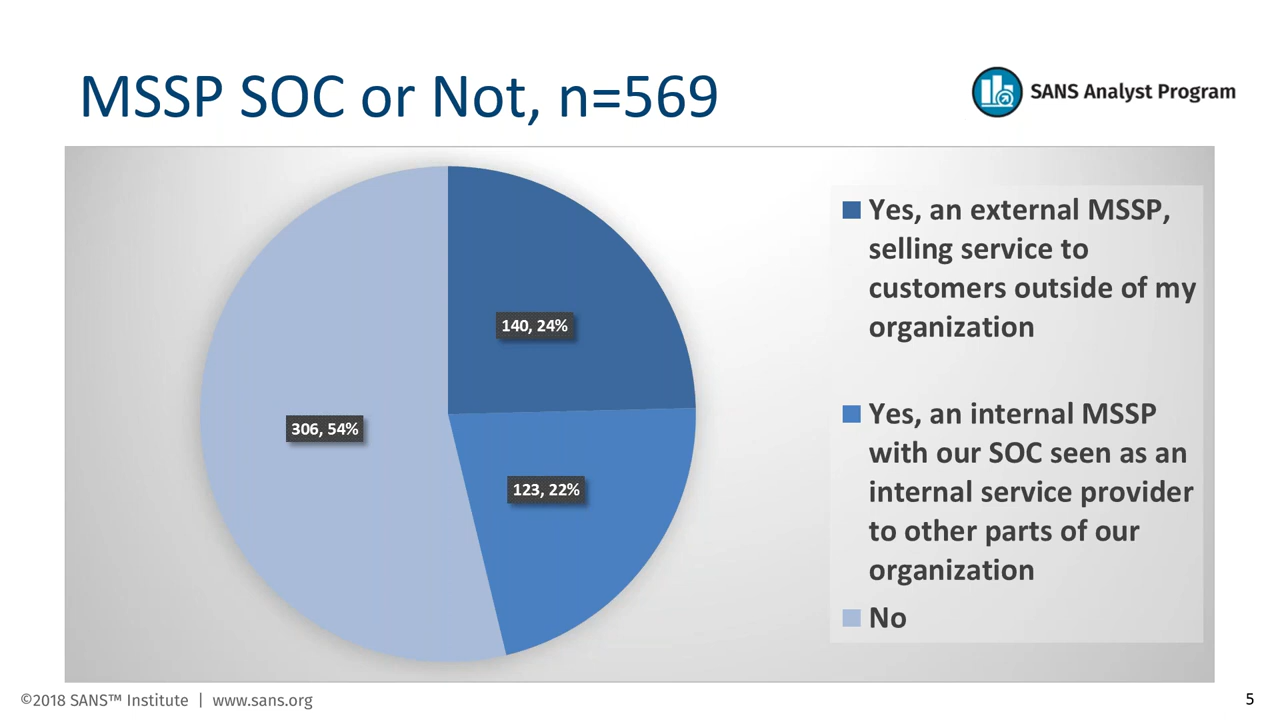 MSSP SOC or Not, n=569
SANS Analyst Program
140, 24%
306, 54%
123, 22%
Yes, an external MSSP,
selling service to
customers outside of my
organization
Yes, an internal MSSP
with our SOC seen as an
internal service provider
to other parts of our
organization
No
©2018 SANS™ Institute | www.sans.org
5